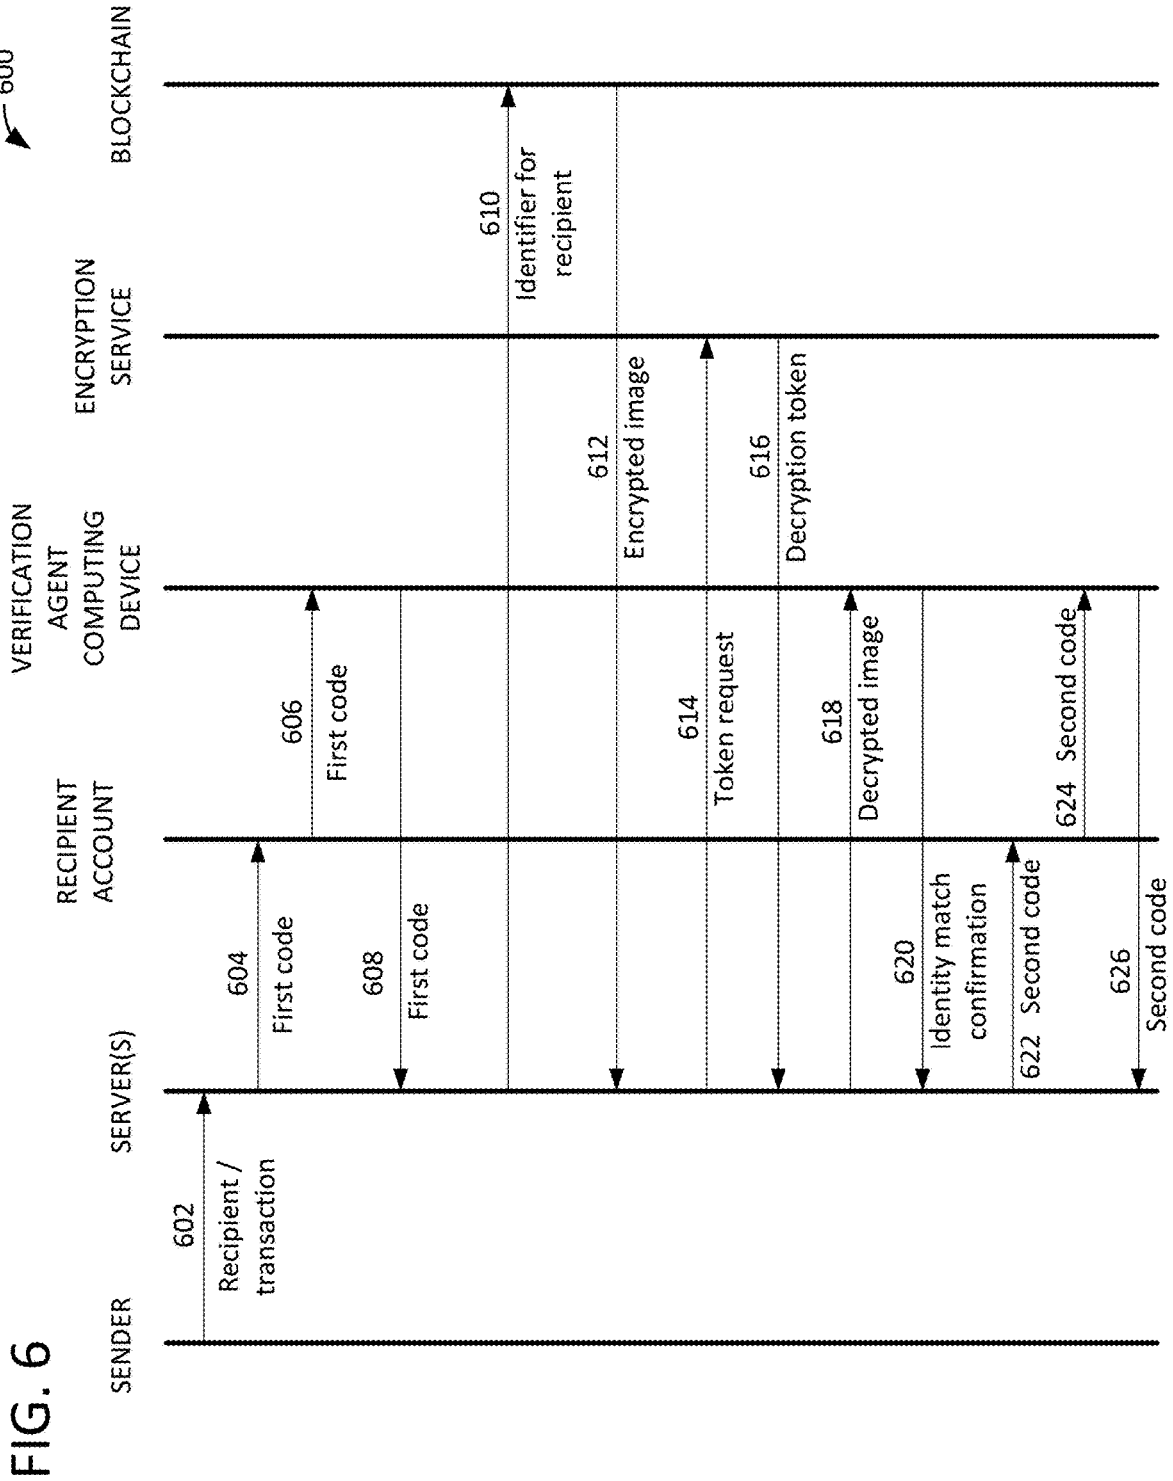 FIG. 6
600
SENDER
SERVER(S)
RECIPIENT
ACCOUNT
VERIFICATION
AGENT
COMPUTING
DEVICE
ENCRYPTION
SERVICE
BLOCKCHAIN
602
Recipient /
transaction
604
First code
606
First code
608
First code
610
Identifier for
recipient
612
Encrypted image
614
Token request
616
Decryption token
618
Decrypted image
620
Identity match
confirmation
622 Second code
624 Second code
626
Second code